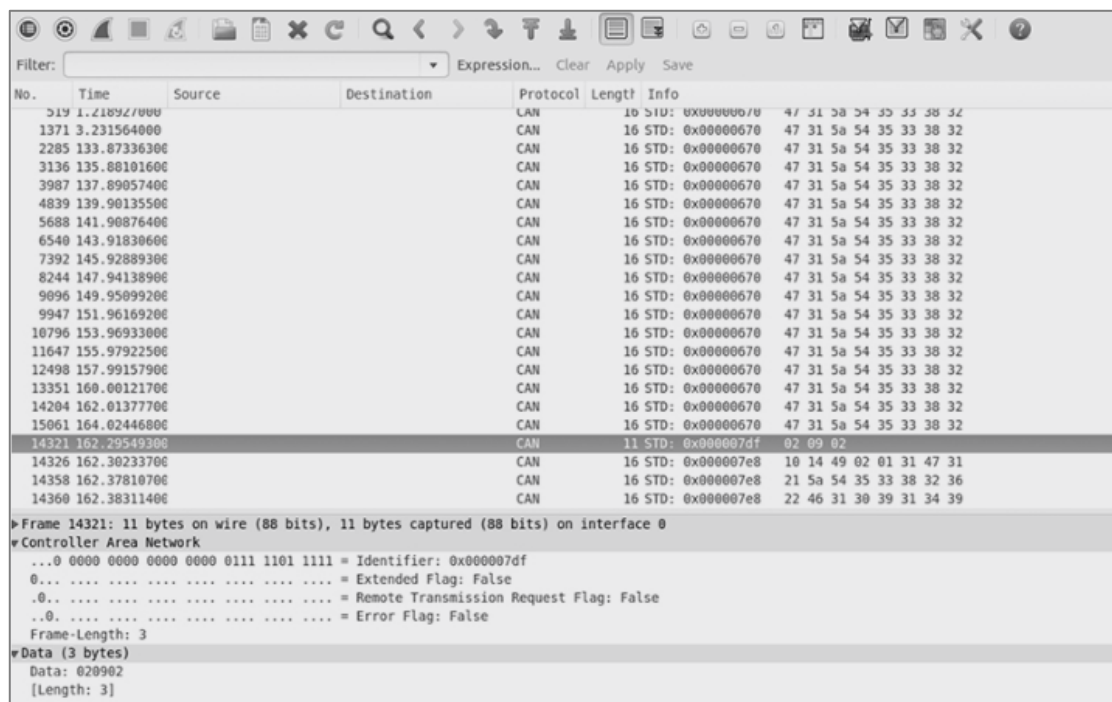 Filter: Expression... Clear Apply Save
No. Time Source Destination Protocol Length Info
519 1.218927000 CAN 16 STD: 0x00000670 47 31 5a 54 35 33 38 32
1371 3.231564000 CAN 16 STD: 0x00000670 47 31 5a 54 35 33 38 32
2285 133.87336300 CAN 16 STD: 0x00000670 47 31 5a 54 35 33 38 32
3136 135.88101600 CAN 16 STD: 0x00000670 47 31 5a 54 35 33 38 32
3987 137.89057400 CAN 16 STD: 0x00000670 47 31 5a 54 35 33 38 32
4839 139.90135500 CAN 16 STD: 0x00000670 47 31 5a 54 35 33 38 32
5688 141.90876400 CAN 16 STD: 0x00000670 47 31 5a 54 35 33 38 32
6540 143.91830600 CAN 16 STD: 0x00000670 47 31 5a 54 35 33 38 32
7392 145.92889300 CAN 16 STD: 0x00000670 47 31 5a 54 35 33 38 32
8244 147.94138900 CAN 16 STD: 0x00000670 47 31 5a 54 35 33 38 32
9096 149.95099200 CAN 16 STD: 0x00000670 47 31 5a 54 35 33 38 32
9947 151.96169200 CAN 16 STD: 0x00000670 47 31 5a 54 35 33 38 32
10796 153.96933000 CAN 16 STD: 0x00000670 47 31 5a 54 35 33 38 32
11647 155.97922500 CAN 16 STD: 0x00000670 47 31 5a 54 35 33 38 32
12498 157.99157900 CAN 16 STD: 0x00000670 47 31 5a 54 35 33 38 32
13351 160.00121700 CAN 16 STD: 0x00000670 47 31 5a 54 35 33 38 32
14204 162.01377700 CAN 16 STD: 0x00000670 47 31 5a 54 35 33 38 32
15061 164.02446800 CAN 16 STD: 0x00000670 47 31 5a 54 35 33 38 32
14321 162.29549300 CAN 11 STD: 0x000007df 02 09 02
14326 162.30233700 CAN 16 STD: 0x000007e8 10 14 49 02 01 31 47 31
14358 162.37810700 CAN 16 STD: 0x000007e8 21 5a 54 35 33 38 32 36
14360 162.38311400 CAN 16 STD: 0x000007e8 22 46 31 30 39 31 34 39
Frame 14321: 11 bytes on wire (88 bits), 11 bytes captured (88 bits) on interface 0
Controller Area Network
...0 0000 0000 0000 0000 0111 1101 1111 = Identifier: 0x000007df
0... .... .... .... .... .... .... .... = Extended Flag: False
.0.. .... .... .... .... .... .... .... = Remote Transmission Request Flag: False
..0. .... .... .... .... .... .... .... = Error Flag: False
Frame-Length: 3
Data (3 bytes)
Data: 020902
[Length: 3]